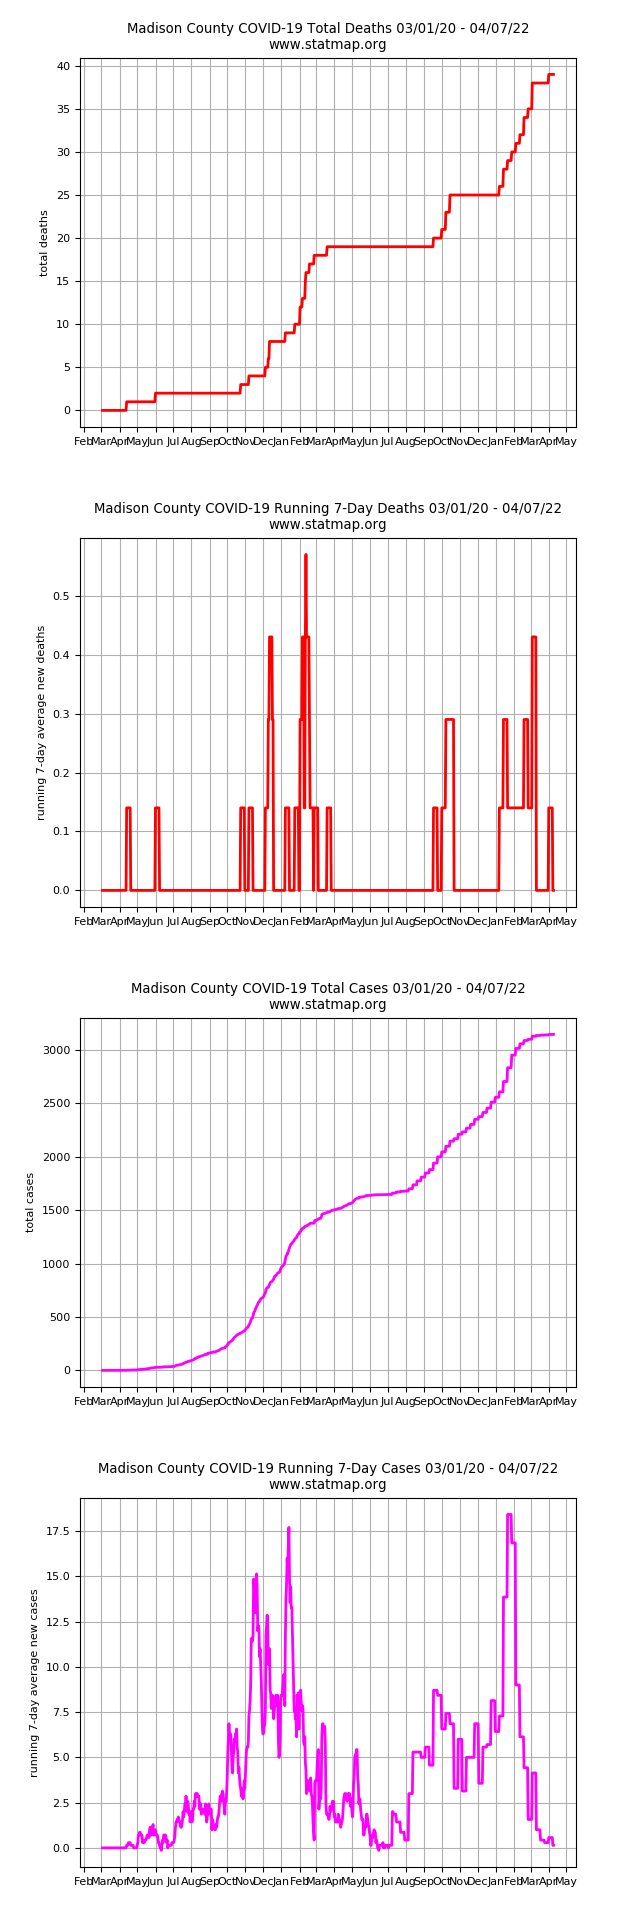 Madison County COVID-19 Total Deaths 03/01/20 - 04/07/22
www.statmap.org
40
35
30
25
20
15
10
5
0
total deaths
Feb Mar Apr May Jun Jul Aug Sep Oct Nov Dec Jan Feb Mar Apr May Jun Jul Aug Sep Oct Nov Dec Jan Feb Mar Apr May
Madison County COVID-19 Running 7-Day Deaths 03/01/20 - 04/07/22
www.statmap.org
0.5
0.4
0.3
0.2
0.1
0.0
running 7-day average new deaths
Feb Mar Apr May Jun Jul Aug Sep Oct Nov Dec Jan Feb Mar Apr May Jun Jul Aug Sep Oct Nov Dec Jan Feb Mar Apr May
Madison County COVID-19 Total Cases 03/01/20 - 04/07/22
www.statmap.org
3000
2500
2000
1500
1000
500
0
total cases
Feb Mar Apr May Jun Jul Aug Sep Oct Nov Dec Jan Feb Mar Apr May Jun Jul Aug Sep Oct Nov Dec Jan Feb Mar Apr May
Madison County COVID-19 Running 7-Day Cases 03/01/20 - 04/07/22
www.statmap.org
17.5
15.0
12.5
10.0
7.5
5.0
2.5
0.0
running 7-day average new cases
Feb Mar Apr May Jun Jul Aug Sep Oct Nov Dec Jan Feb Mar Apr May Jun Jul Aug Sep Oct Nov Dec Jan Feb Mar Apr May